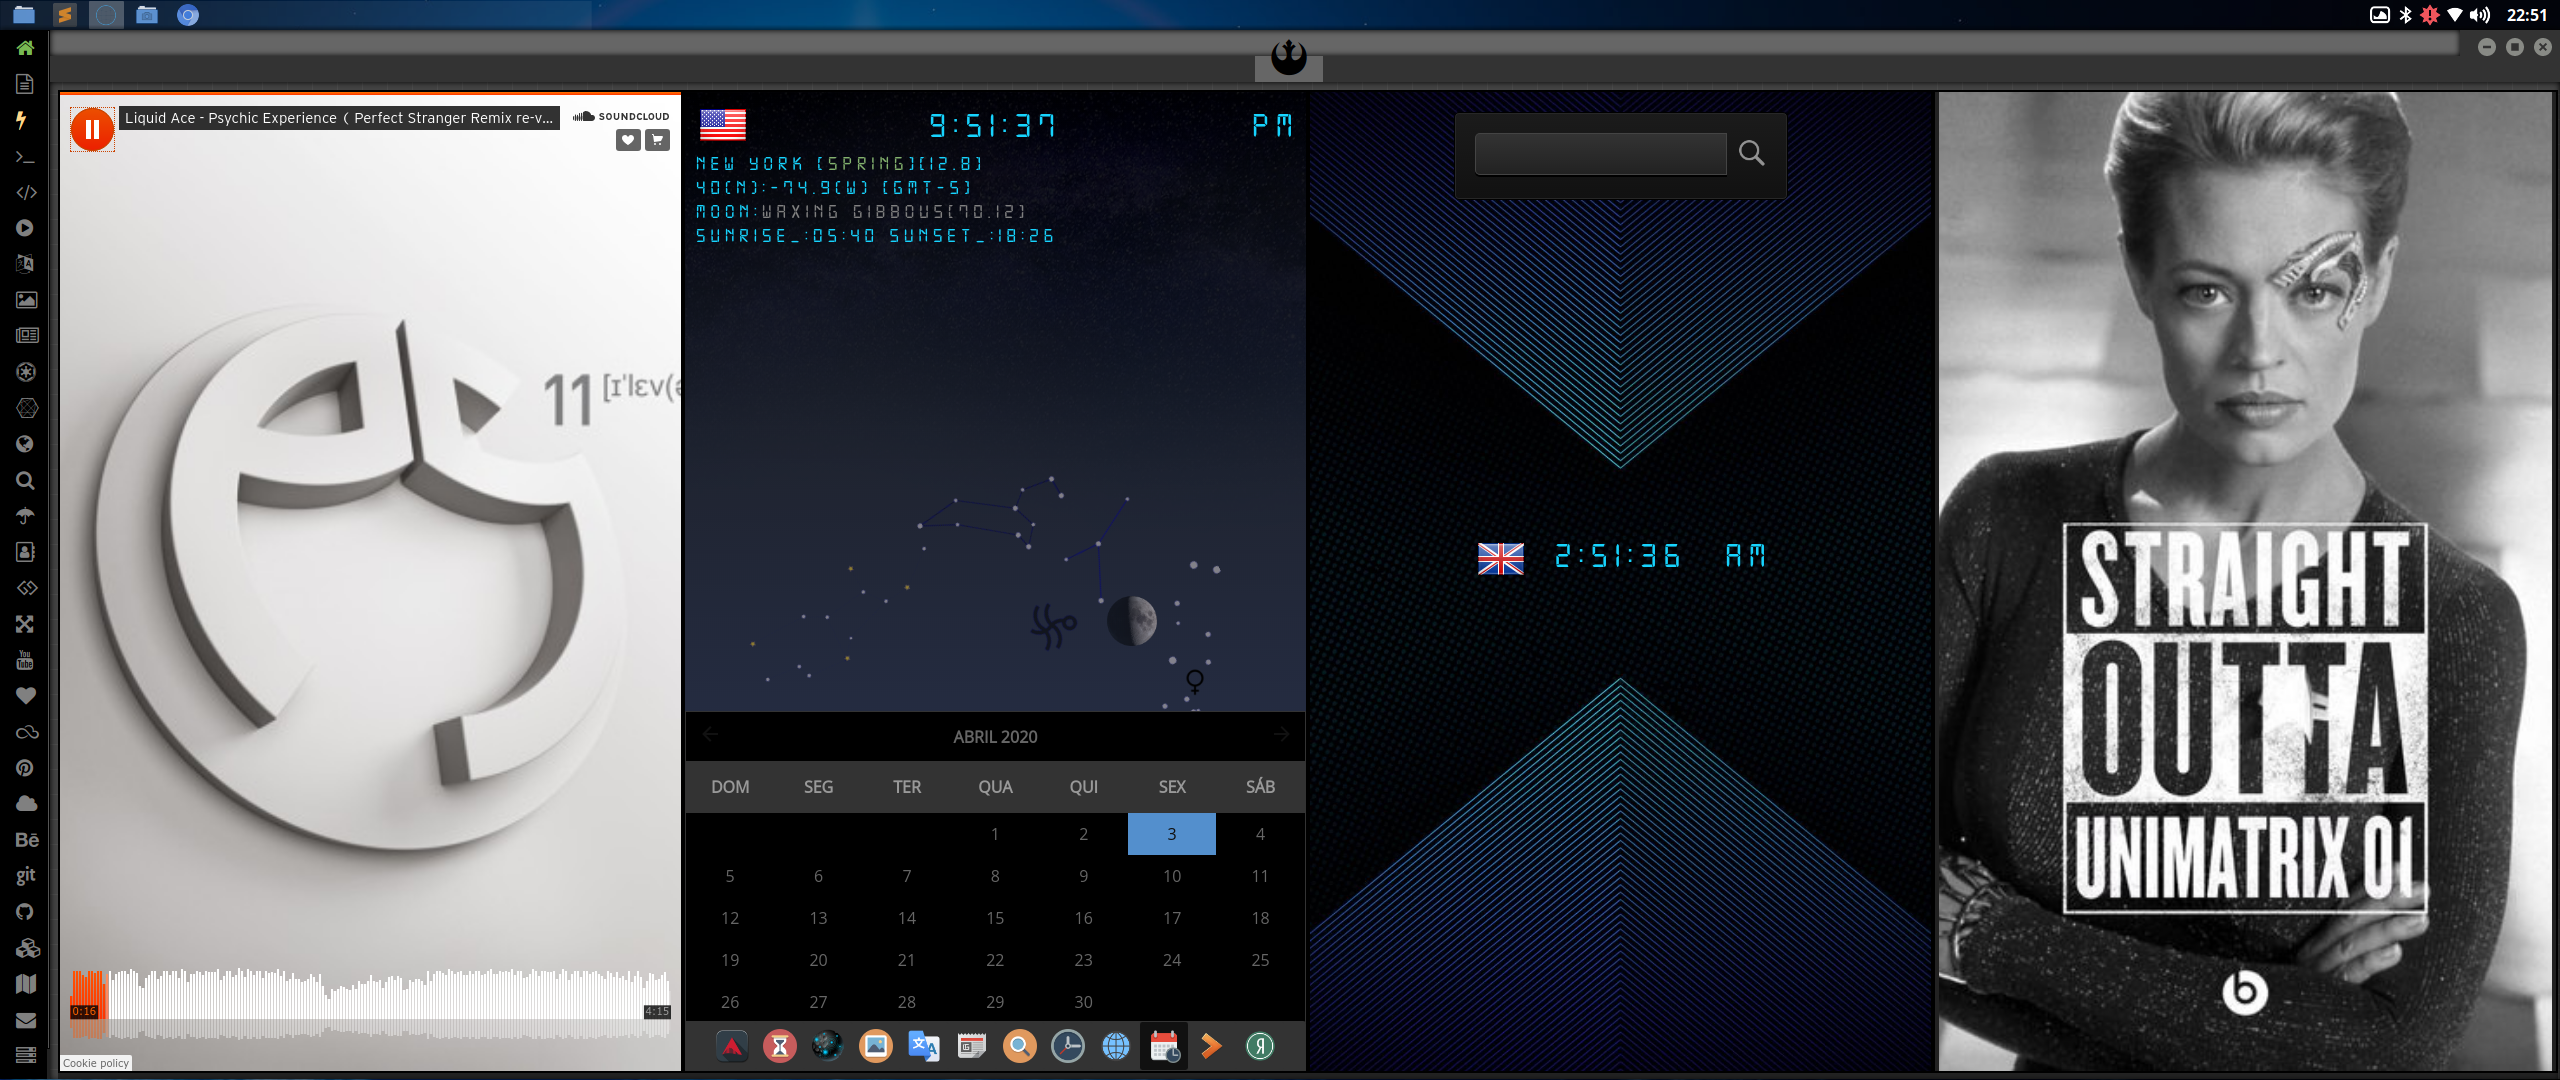 22:51
Liquid Ace - Psychic Experience ( Perfect Stranger Remix re-v...
SOUNDCLOUD
11 [ɪ'lɛv(ə
0:16
4:15
Cookie policy
You
Tube
Bē
git
9:51:37 PM
NEW YORK [SPRING][12.8]
40(N):-74.9(W) [GMT-5]
MOON:WAXING GIBBOUS[70.12]
SUNRISE_:05:40 SUNSET_:18:26
ABRIL 2020
DOM SEG TER QUA QUI SEX SÁB
1 2 3 4
5 6 7 8 9 10 11
12 13 14 15 16 17 18
19 20 21 22 23 24 25
26 27 28 29 30
2:51:36 AM
STRAIGHT
OUTTA
UNIMATRIX 01
b